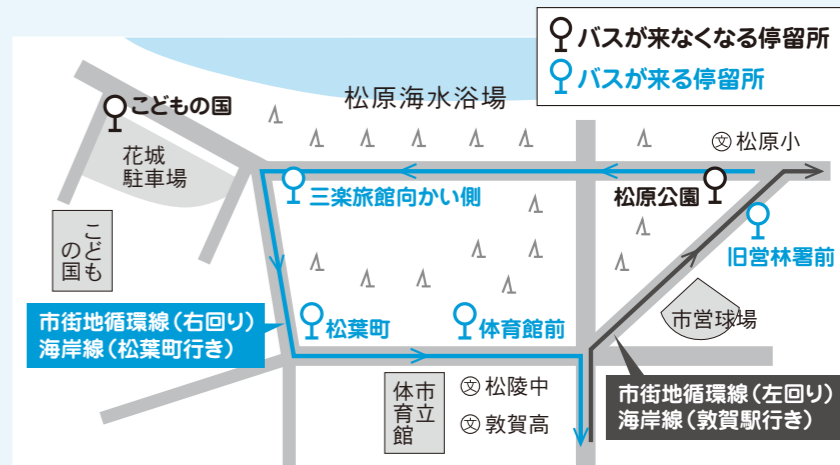 バスが来なくなる停留所
バスが来る停留所
こどもの国
松原海水浴場
花城
駐車場
㊫松原小
三楽旅館向かい側
松原公園
旧営林署前
こども
の国
市街地循環線(右回り)
海岸線(松葉町行き)
松葉町
体育館前
市営球場
市立
体育館
㊫松陵中
㊫敦賀高
市街地循環線(左回り)
海岸線(敦賀駅行き)